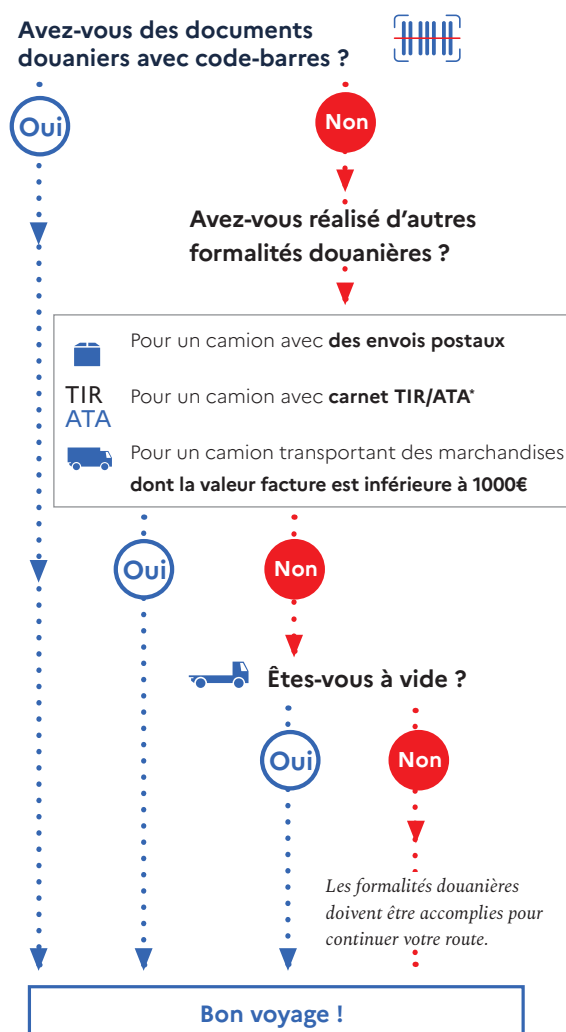 Avez-vous des documents
douaniers avec code-barres ?
Oui
Non
Avez-vous réalisé d'autres
formalités douanières ?
Pour un camion avec des envois postaux
TIR
ATA
Pour un camion avec carnet TIR/ATA*
Pour un camion transportant des marchandises
dont la valeur facture est inférieure à 1000€
Oui
Non
Êtes-vous à vide ?
Oui
Non
Les formalités douanières
doivent être accomplies pour
continuer votre route.
Bon voyage !